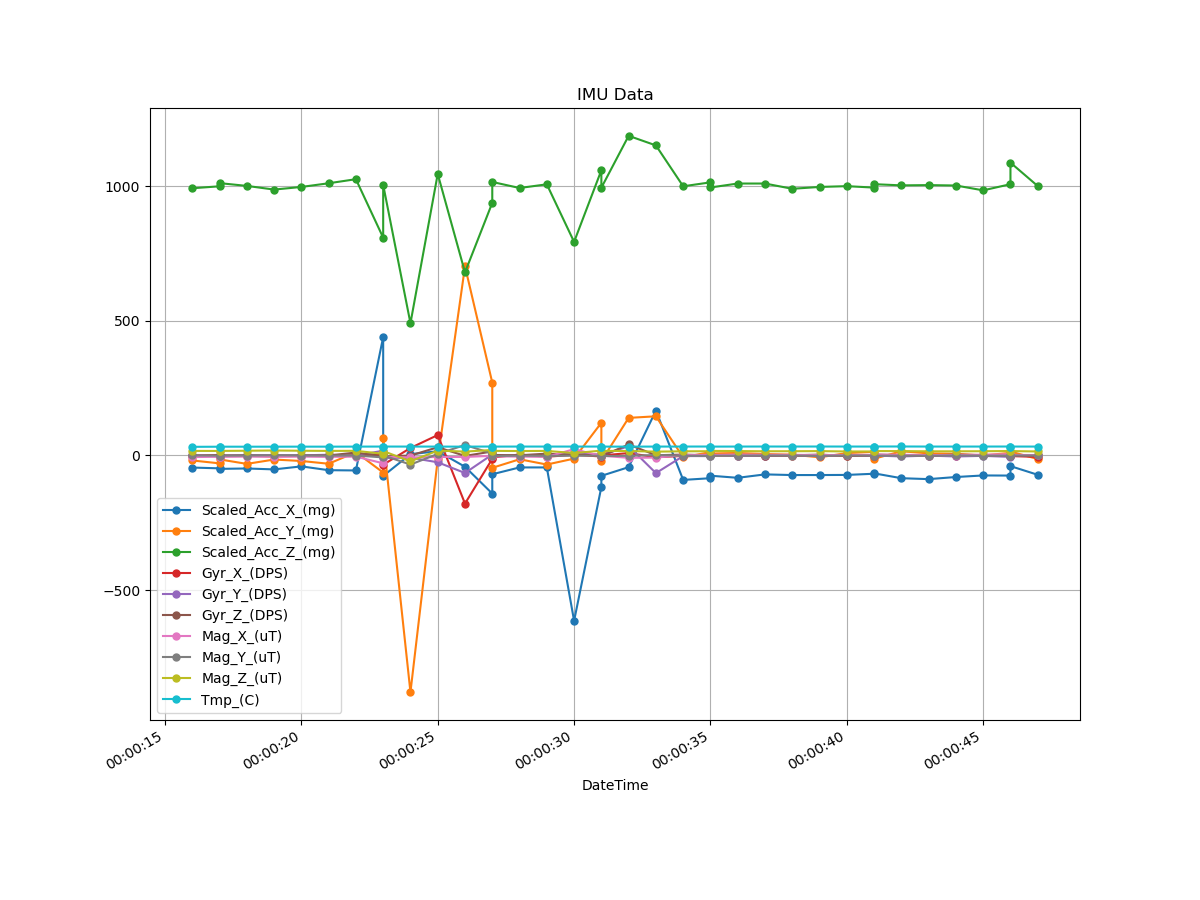 IMU Data
1000
500
0
−500
Scaled_Acc_X_(mg)
Scaled_Acc_Y_(mg)
Scaled_Acc_Z_(mg)
Gyr_X_(DPS)
Gyr_Y_(DPS)
Gyr_Z_(DPS)
Mag_X_(uT)
Mag_Y_(uT)
Mag_Z_(uT)
Tmp_(C)
00:00:15
00:00:20
00:00:25
00:00:30
00:00:35
00:00:40
00:00:45
DateTime